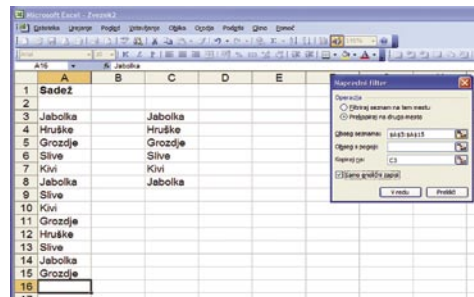 Microsoft Excel - Zvezek2
Datoteka Urejanje Pogled Vstavljanje Oblika Orodja Podatki Okno Pomoč
A16 fx Jabolka
A B C D E
1 Sadež
2
3 Jabolka Jabolka
4 Hruške Hruške
5 Grozdje Grozdje
6 Slive Slive
7 Kivi Kivi
8 Jabolka Jabolka
9 Slive
10 Kivi
11 Grozdje
12 Hruške
13 Slive
14 Jabolka
15 Grozdje
16
Napredni filter
Operacija
Filtriraj seznam na tem mestu
Prekopiraj na drugo mesto
Obseg seznama: $A$3:$A$15
Obseg s pogoji:
Kopiraj na: C3
Samo enolični zapisi
V redu Prekliči